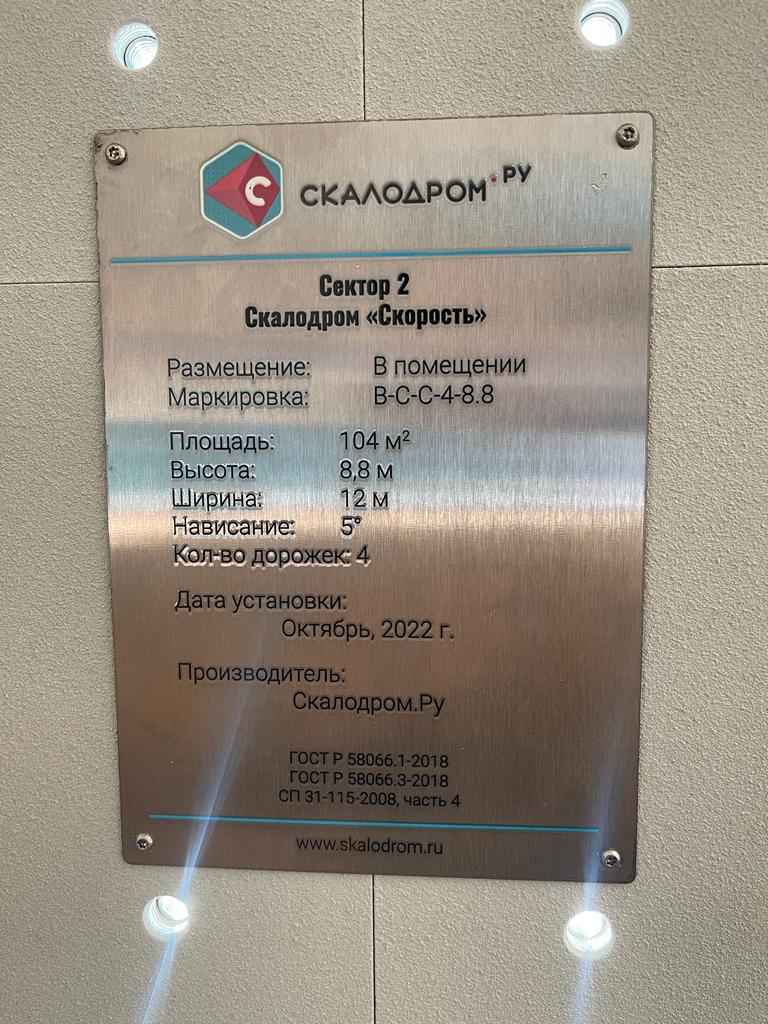 С
СКАЛОДРОМ.РУ
Сектор 2
Скалодром «Скорость»
Размещение: В помещении
Маркировка: В-С-С-4-8.8
Площадь: 104 м²
Высота: 8,8 м
Ширина: 12 м
Нависание: 5°
Кол-во дорожек: 4
Дата установки:
Октябрь, 2022 г.
Производитель:
Скалодром.Ру
ГОСТ Р 58066.1-2018
ГОСТ Р 58066.3-2018
СП 31-115-2008, часть 4
www.skalodrom.ru